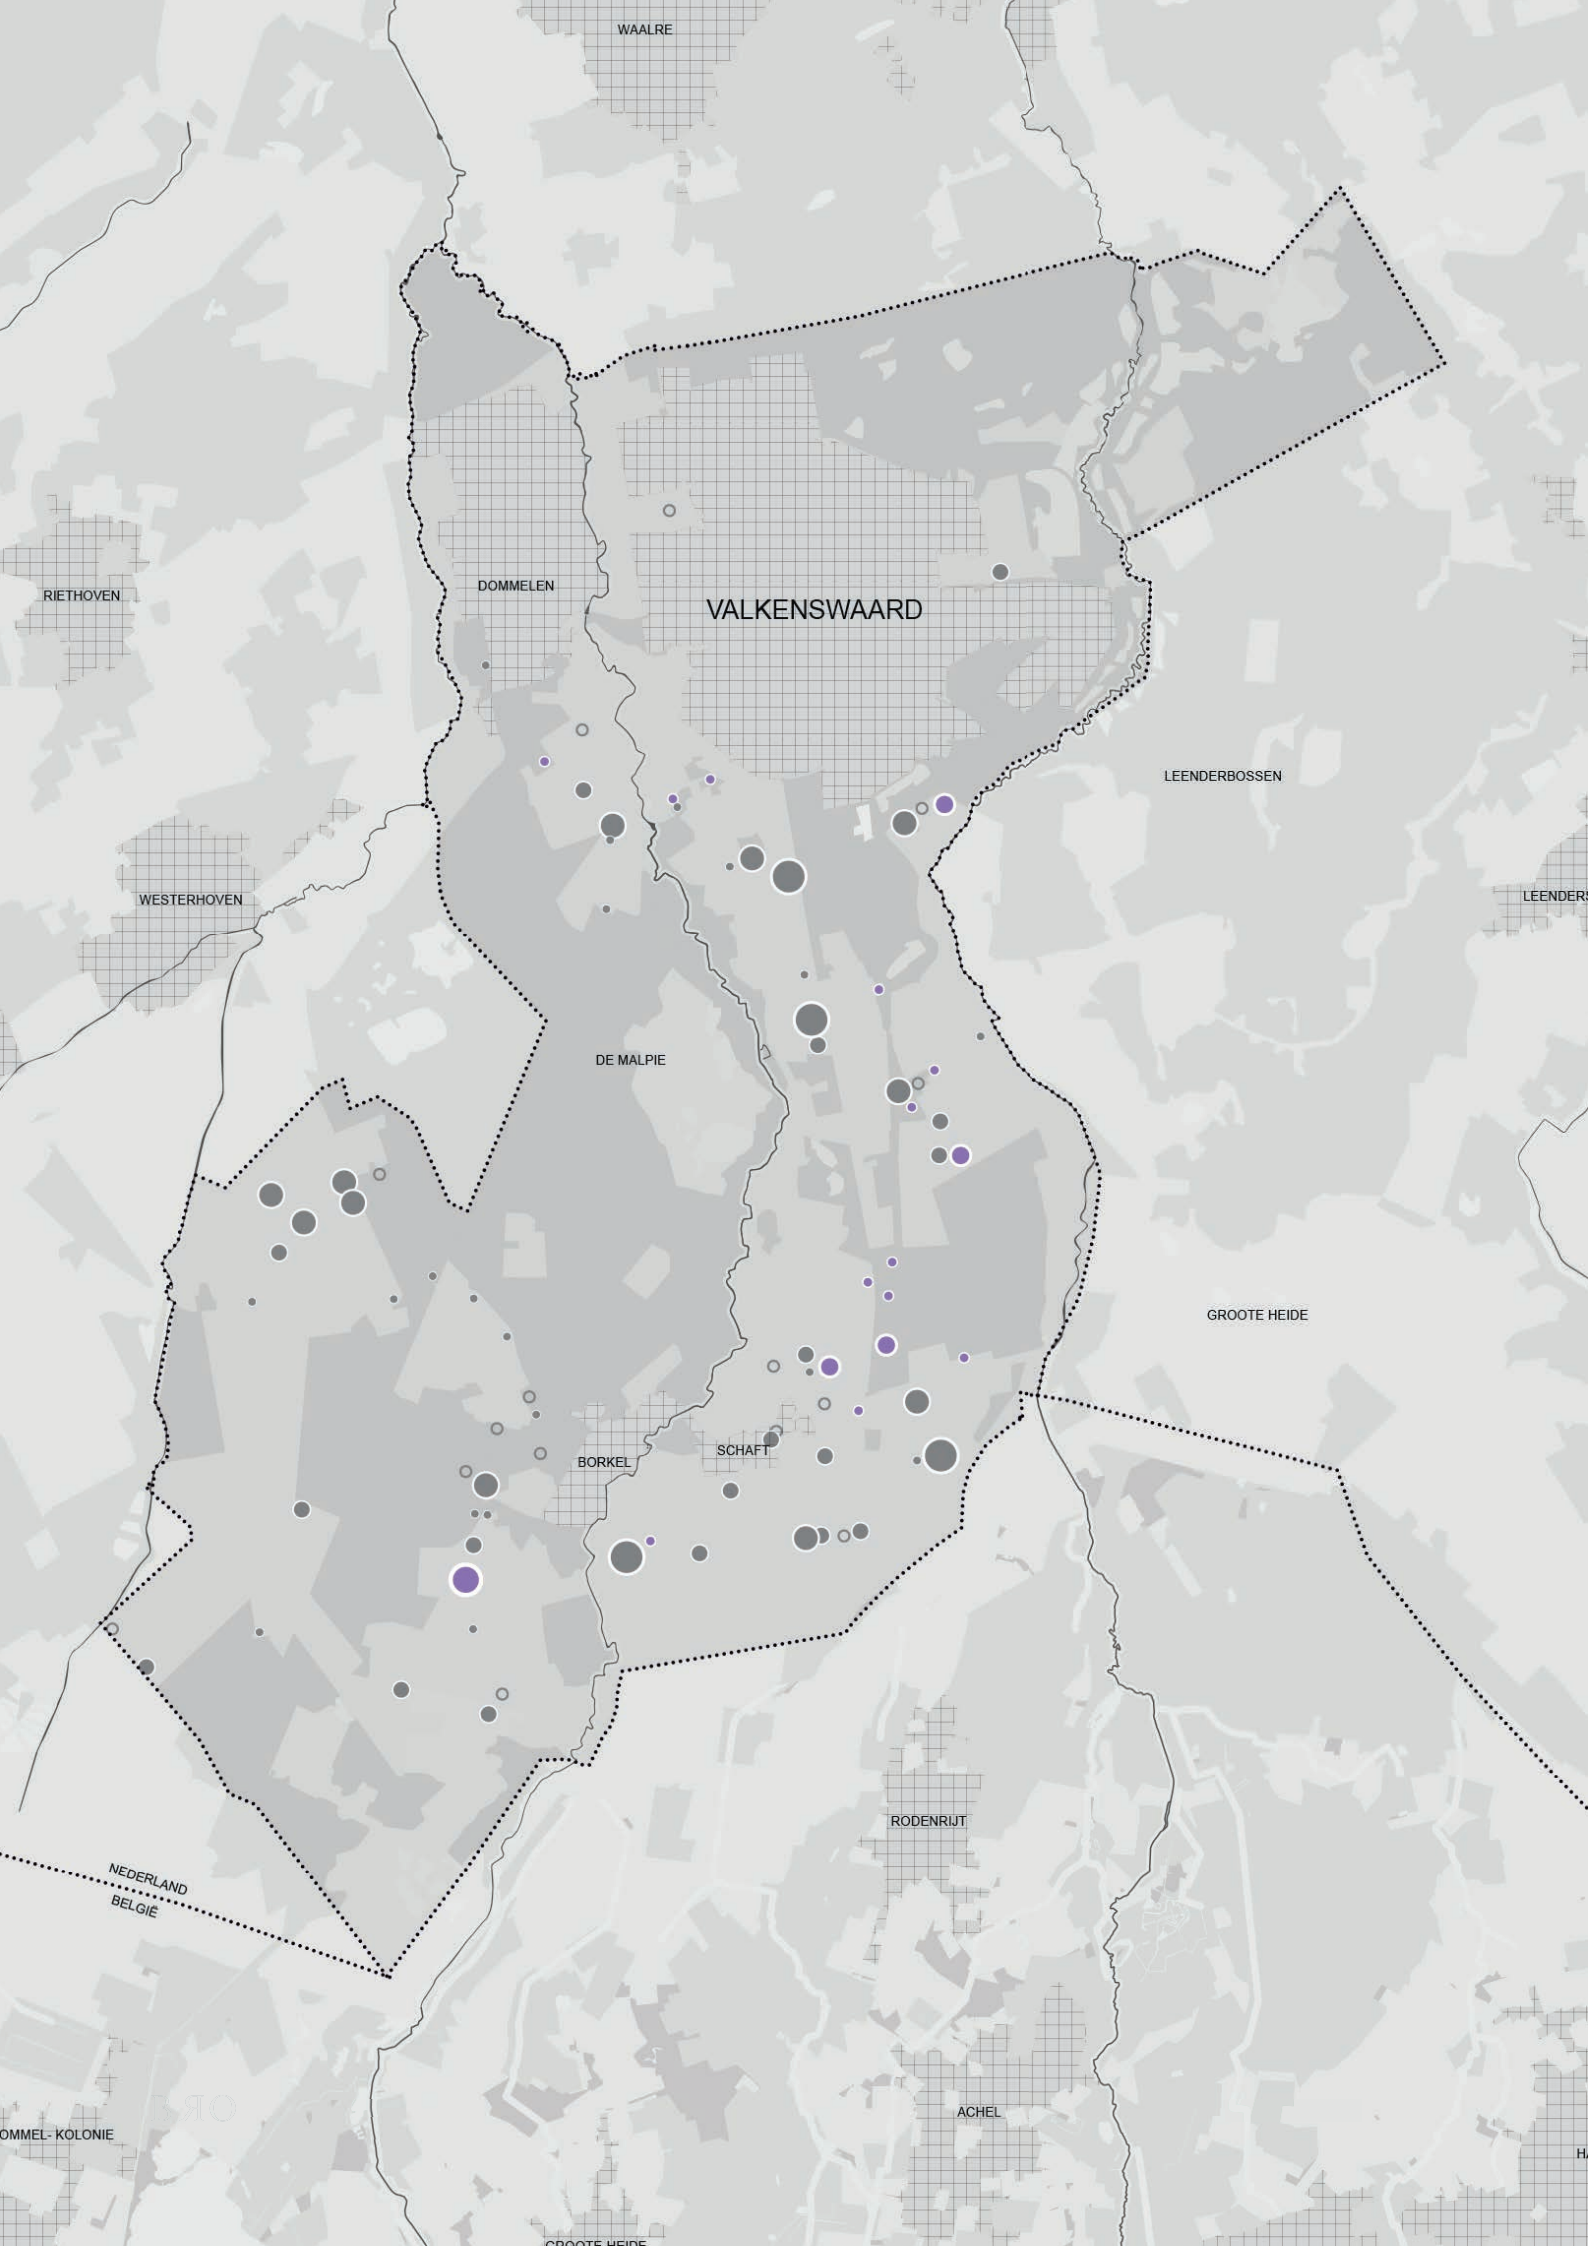 WAALRE
DOMMELEN
RIETHOVEN
VALKENSWAARD
LEENDERBOSSEN
WESTERHOVEN
LEENDERS
DE MALPIE
GROOTE HEIDE
SCHAFT
BORKEL
RODENRIJT
NEDERLAND
BELGIË
ACHEL
OMMEL- KOLONIE
HA
GROOTE HEIDE